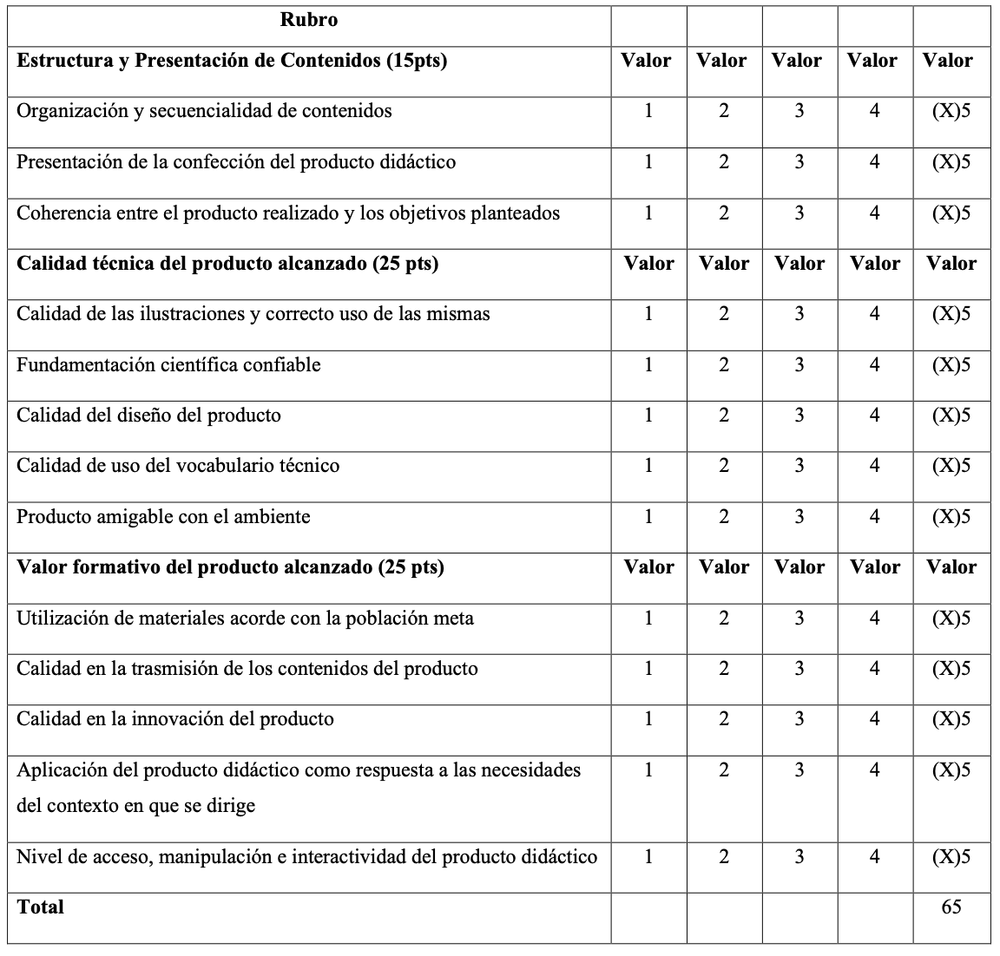 Rubro
Estructura y Presentación de Contenidos (15pts) Valor Valor Valor Valor Valor
Organización y secuencialidad de contenidos 1 2 3 4 (X)5
Presentación de la confección del producto didáctico 1 2 3 4 (X)5
Coherencia entre el producto realizado y los objetivos planteados 1 2 3 4 (X)5
Calidad técnica del producto alcanzado (25 pts) Valor Valor Valor Valor Valor
Calidad de las ilustraciones y correcto uso de las mismas 1 2 3 4 (X)5
Fundamentación científica confiable 1 2 3 4 (X)5
Calidad del diseño del producto 1 2 3 4 (X)5
Calidad de uso del vocabulario técnico 1 2 3 4 (X)5
Producto amigable con el ambiente 1 2 3 4 (X)5
Valor formativo del producto alcanzado (25 pts) Valor Valor Valor Valor Valor
Utilización de materiales acorde con la población meta 1 2 3 4 (X)5
Calidad en la trasmisión de los contenidos del producto 1 2 3 4 (X)5
Calidad en la innovación del producto 1 2 3 4 (X)5
Aplicación del producto didáctico como respuesta a las necesidades 1 2 3 4 (X)5
del contexto en que se dirige
Nivel de acceso, manipulación e interactividad del producto didáctico 1 2 3 4 (X)5
Total 65